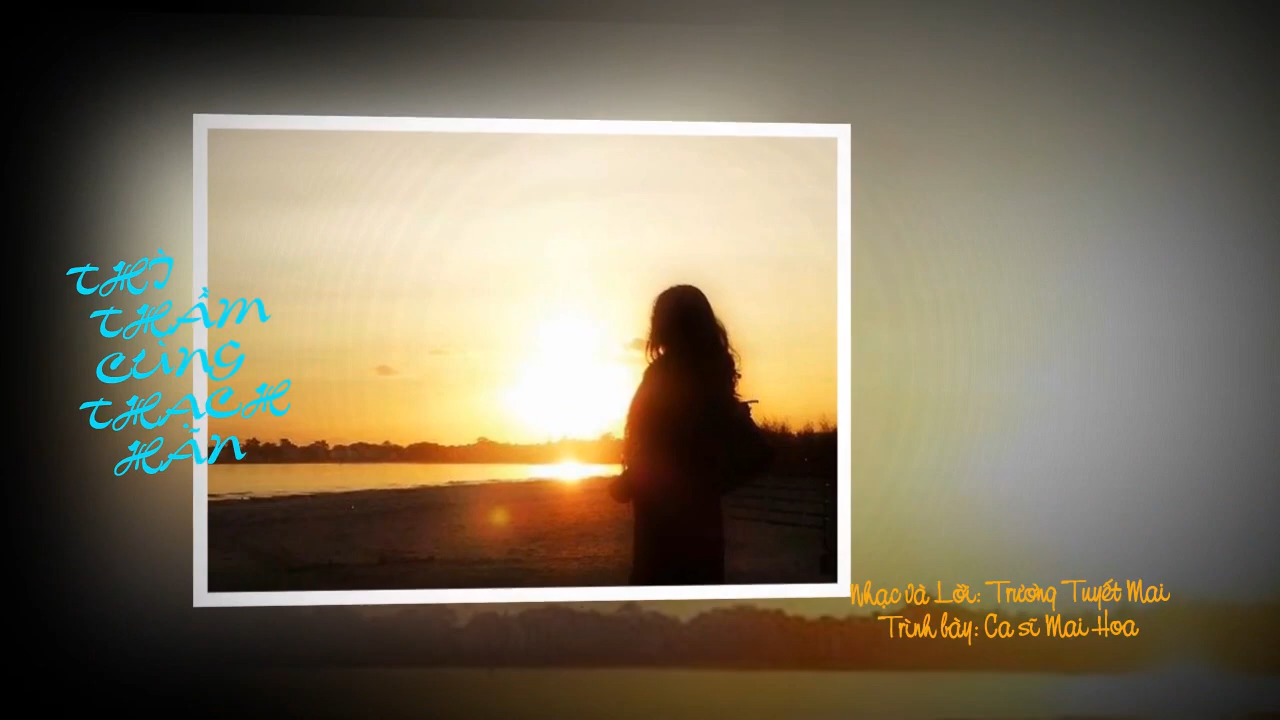 THÌ
THẦM
CÙNG
THẠCH
HÃN
Nhạc và Lời: Trương Tuyết Mai
Trình bày: Ca sĩ Mai Hoa